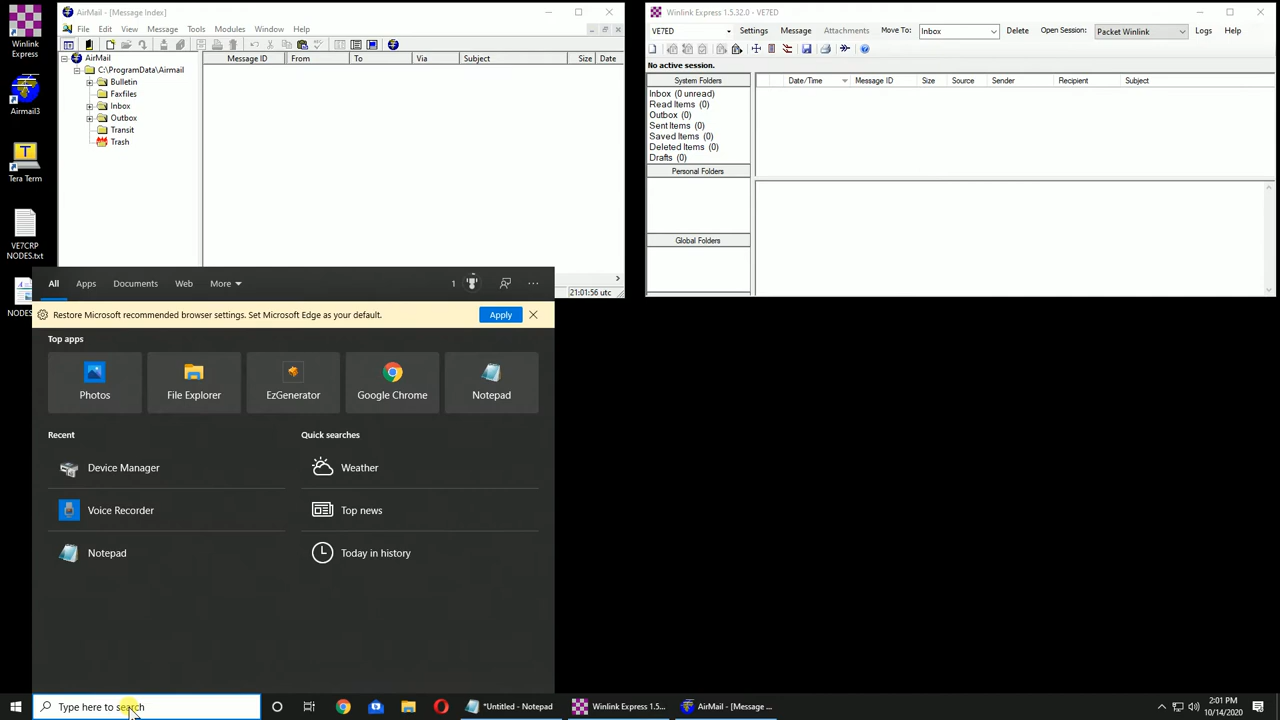 Winlink
Express
Airmail3
Tera Term
VE7CRP
NODES.txt
AirMail - [Message Index]
File Edit View Message Tools Modules Window Help
AirMail
C:\ProgramData\Airmail
Bulletin
Faxfiles
Inbox
Outbox
Transit
Trash
Message ID From To Via Subject Size Date
21:01:56 utc
Winlink Express 1.5.32.0 - VE7ED
VE7ED Settings Message Attachments Move To: Inbox Delete Open Session: Packet Winlink Logs Help
No active session.
System Folders
Inbox (0 unread)
Read Items (0)
Outbox (0)
Sent Items (0)
Saved Items (0)
Deleted Items (0)
Drafts (0)
Personal Folders
Global Folders
Date/Time Message ID Size Source Sender Recipient Subject
All Apps Documents Web More 1
Restore Microsoft recommended browser settings. Set Microsoft Edge as your default. Apply
Top apps
Photos File Explorer EzGenerator Google Chrome Notepad
Recent Quick searches
Device Manager Weather
Voice Recorder Top news
Notepad Today in history
Type here to search
*Untitled - Notepad Winlink Express 1.5... AirMail - [Message ...
2:01 PM
10/14/2020